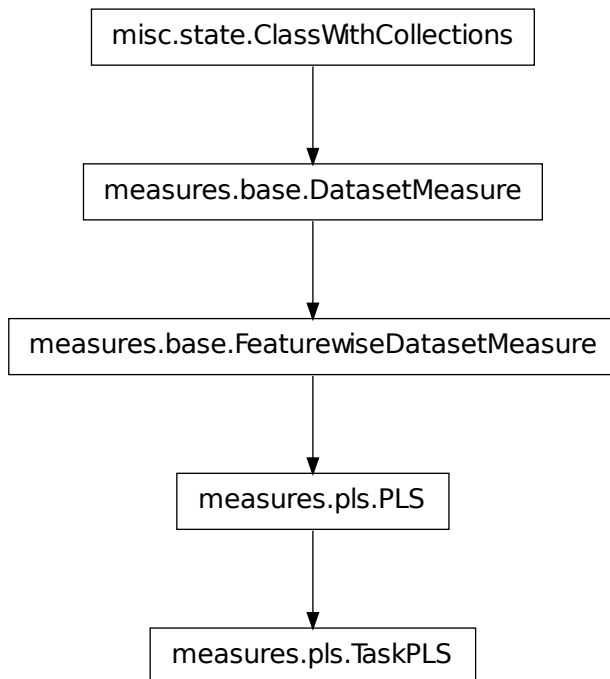 misc.state.ClassWithCollections
measures.base.DatasetMeasure
measures.base.FeaturewiseDatasetMeasure
measures.pls.PLS
measures.pls.TaskPLS